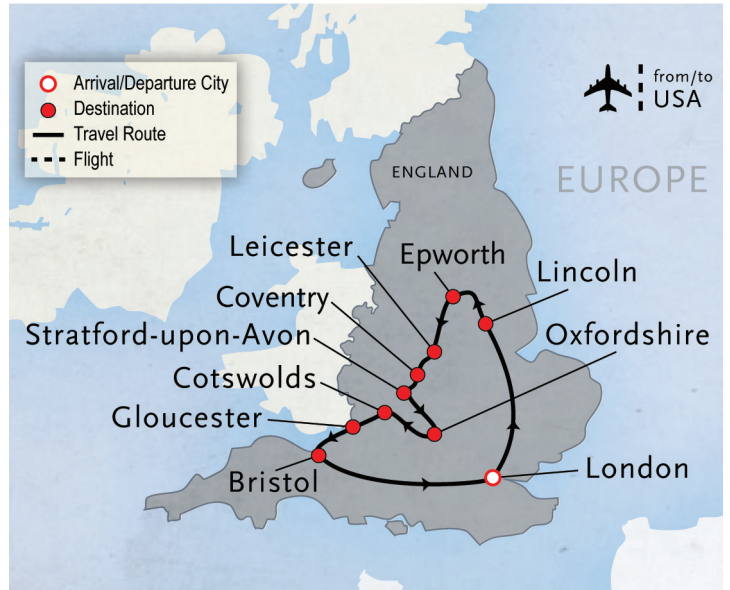 Arrival/Departure City
Destination
Travel Route
Flight
from/to
USA
ENGLAND
EUROPE
Leicester
Epworth
Lincoln
Coventry
Stratford-upon-Avon
Oxfordshire
Cotswolds
Gloucester
Bristol
London